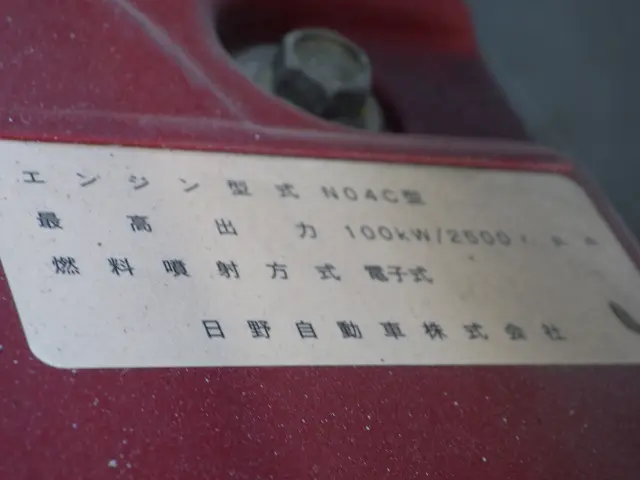 エンジン型式 N04C型
最高出力 100kW/2500r.p.m
燃料噴射方式 電子式
日野自動車株式会社